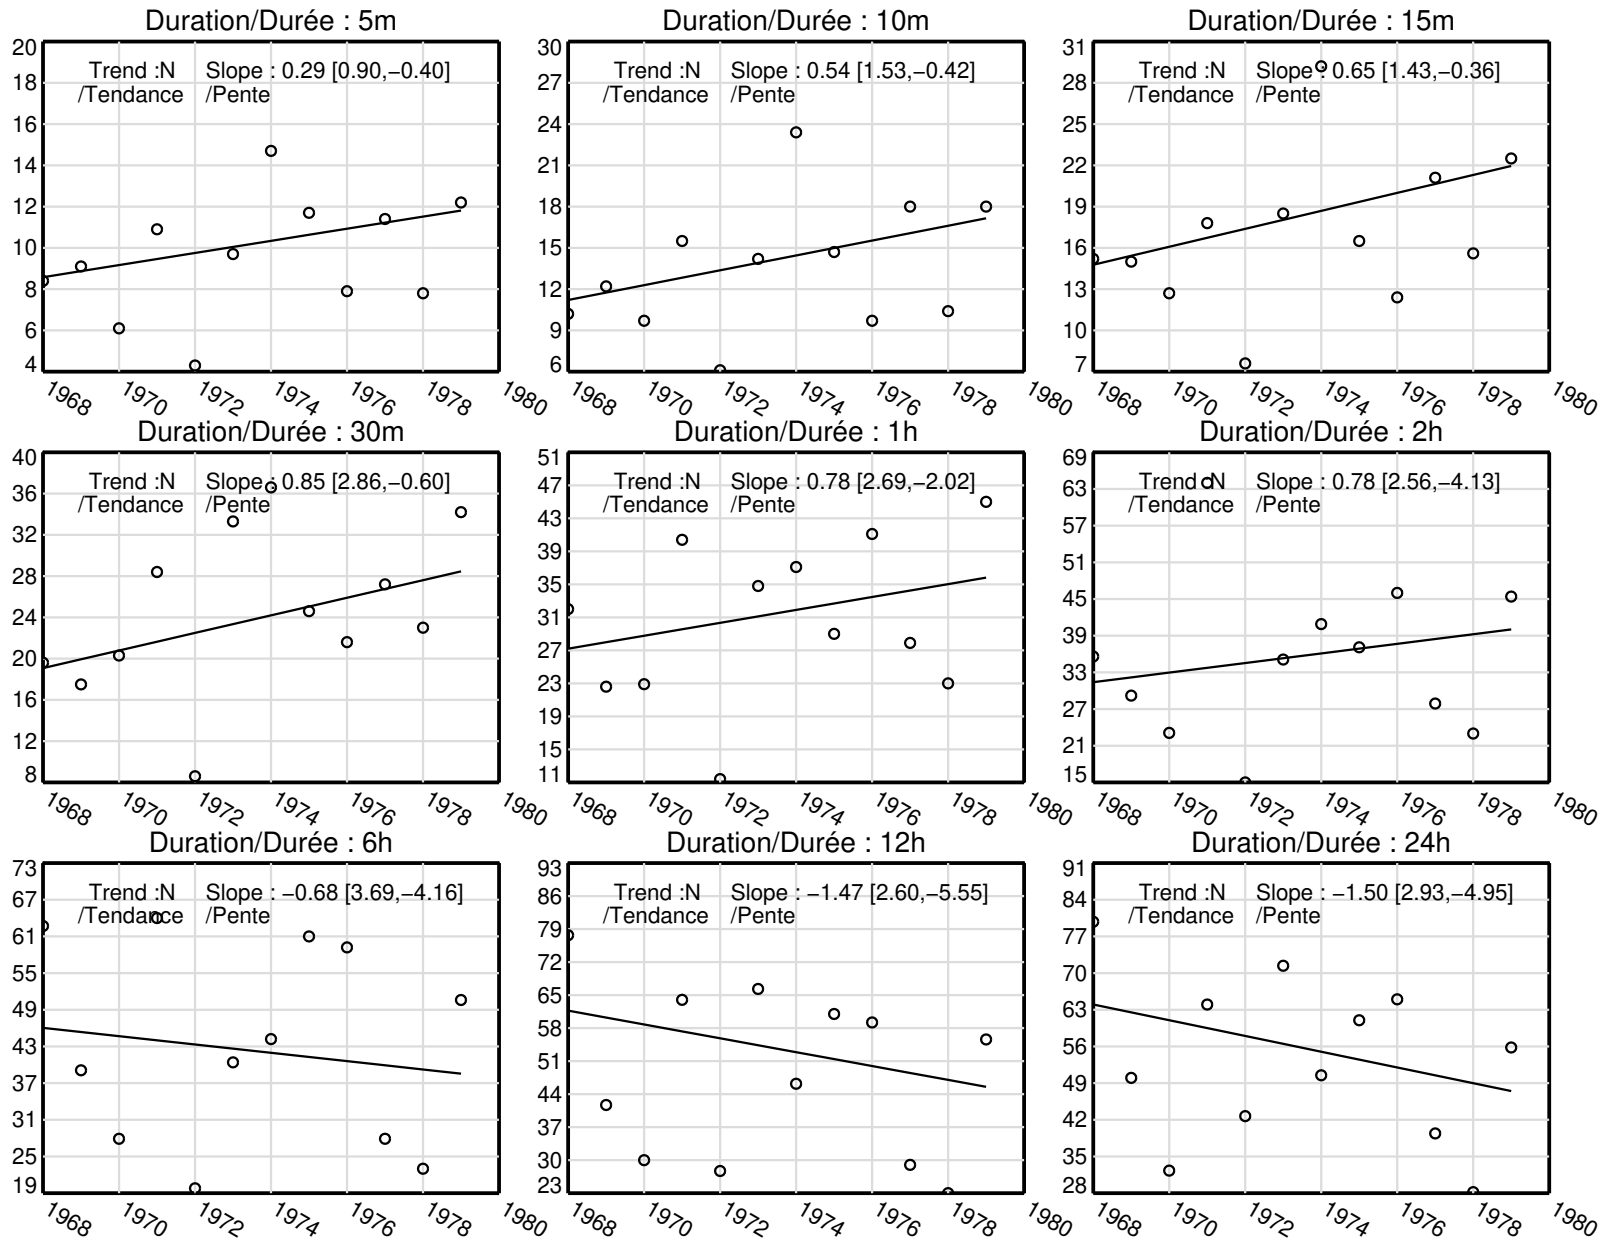 Duration/Durée : 5m
20
18
16
14
12
10
8
6
4
Trend :N Slope : 0.29 [0.90,−0.40]
/Tendance /Pente
1968 1970 1972 1974 1976 1978 1980
Duration/Durée : 10m
30
27
24
21
18
15
12
9
6
Trend :N Slope : 0.54 [1.53,−0.42]
/Tendance /Pente
1968 1970 1972 1974 1976 1978 1980
Duration/Durée : 15m
31
28
25
22
19
16
13
10
7
Trend :N Slope : 0.65 [1.43,−0.36]
/Tendance /Pente
1968 1970 1972 1974 1976 1978 1980
Duration/Durée : 30m
40
36
32
28
24
20
16
12
8
Trend :N Slope : 0.85 [2.86,−0.60]
/Tendance /Pente
1968 1970 1972 1974 1976 1978 1980
Duration/Durée : 1h
51
47
43
39
35
31
27
23
19
15
11
Trend :N Slope : 0.78 [2.69,−2.02]
/Tendance /Pente
1968 1970 1972 1974 1976 1978 1980
Duration/Durée : 2h
69
63
57
51
45
39
33
27
21
15
Trend :N Slope : 0.78 [2.56,−4.13]
/Tendance /Pente
1968 1970 1972 1974 1976 1978 1980
Duration/Durée : 6h
73
67
61
55
49
43
37
31
25
19
Trend :N Slope : −0.68 [3.69,−4.16]
/Tendance /Pente
1968 1970 1972 1974 1976 1978 1980
Duration/Durée : 12h
93
86
79
72
65
58
51
44
37
30
23
Trend :N Slope : −1.47 [2.60,−5.55]
/Tendance /Pente
1968 1970 1972 1974 1976 1978 1980
Duration/Durée : 24h
91
84
77
70
63
56
49
42
35
28
Trend :N Slope : −1.50 [2.93,−4.95]
/Tendance /Pente
1968 1970 1972 1974 1976 1978 1980